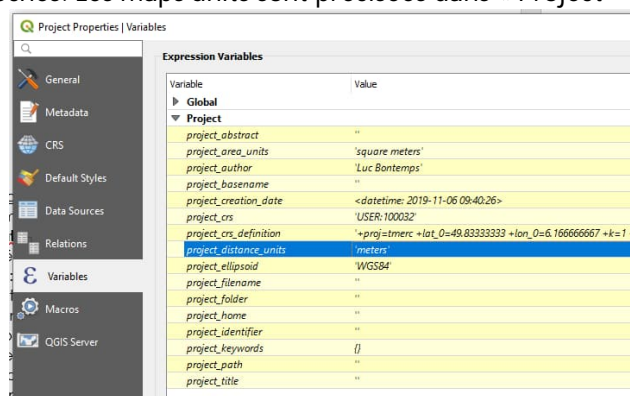 Project Properties | Variables
General
Metadata
CRS
Default Styles
Data Sources
Relations
Variables
Macros
QGIS Server
Expression Variables
Variable Value
Global
Project
project_abstract ''
project_area_units 'square meters'
project_author 'Luc Bontemps'
project_basename ''
project_creation_date <datetime: 2019-11-06 09:40:26>
project_crs 'USER:100032'
project_crs_definition '+proj=tmerc +lat_0=49.83333333 +lon_0=6.166666667 +k=1
project_distance_units 'meters'
project_ellipsoid 'WGS84'
project_filename ''
project_folder ''
project_home ''
project_identifier ''
project_keywords {}
project_path ''
project_title ''